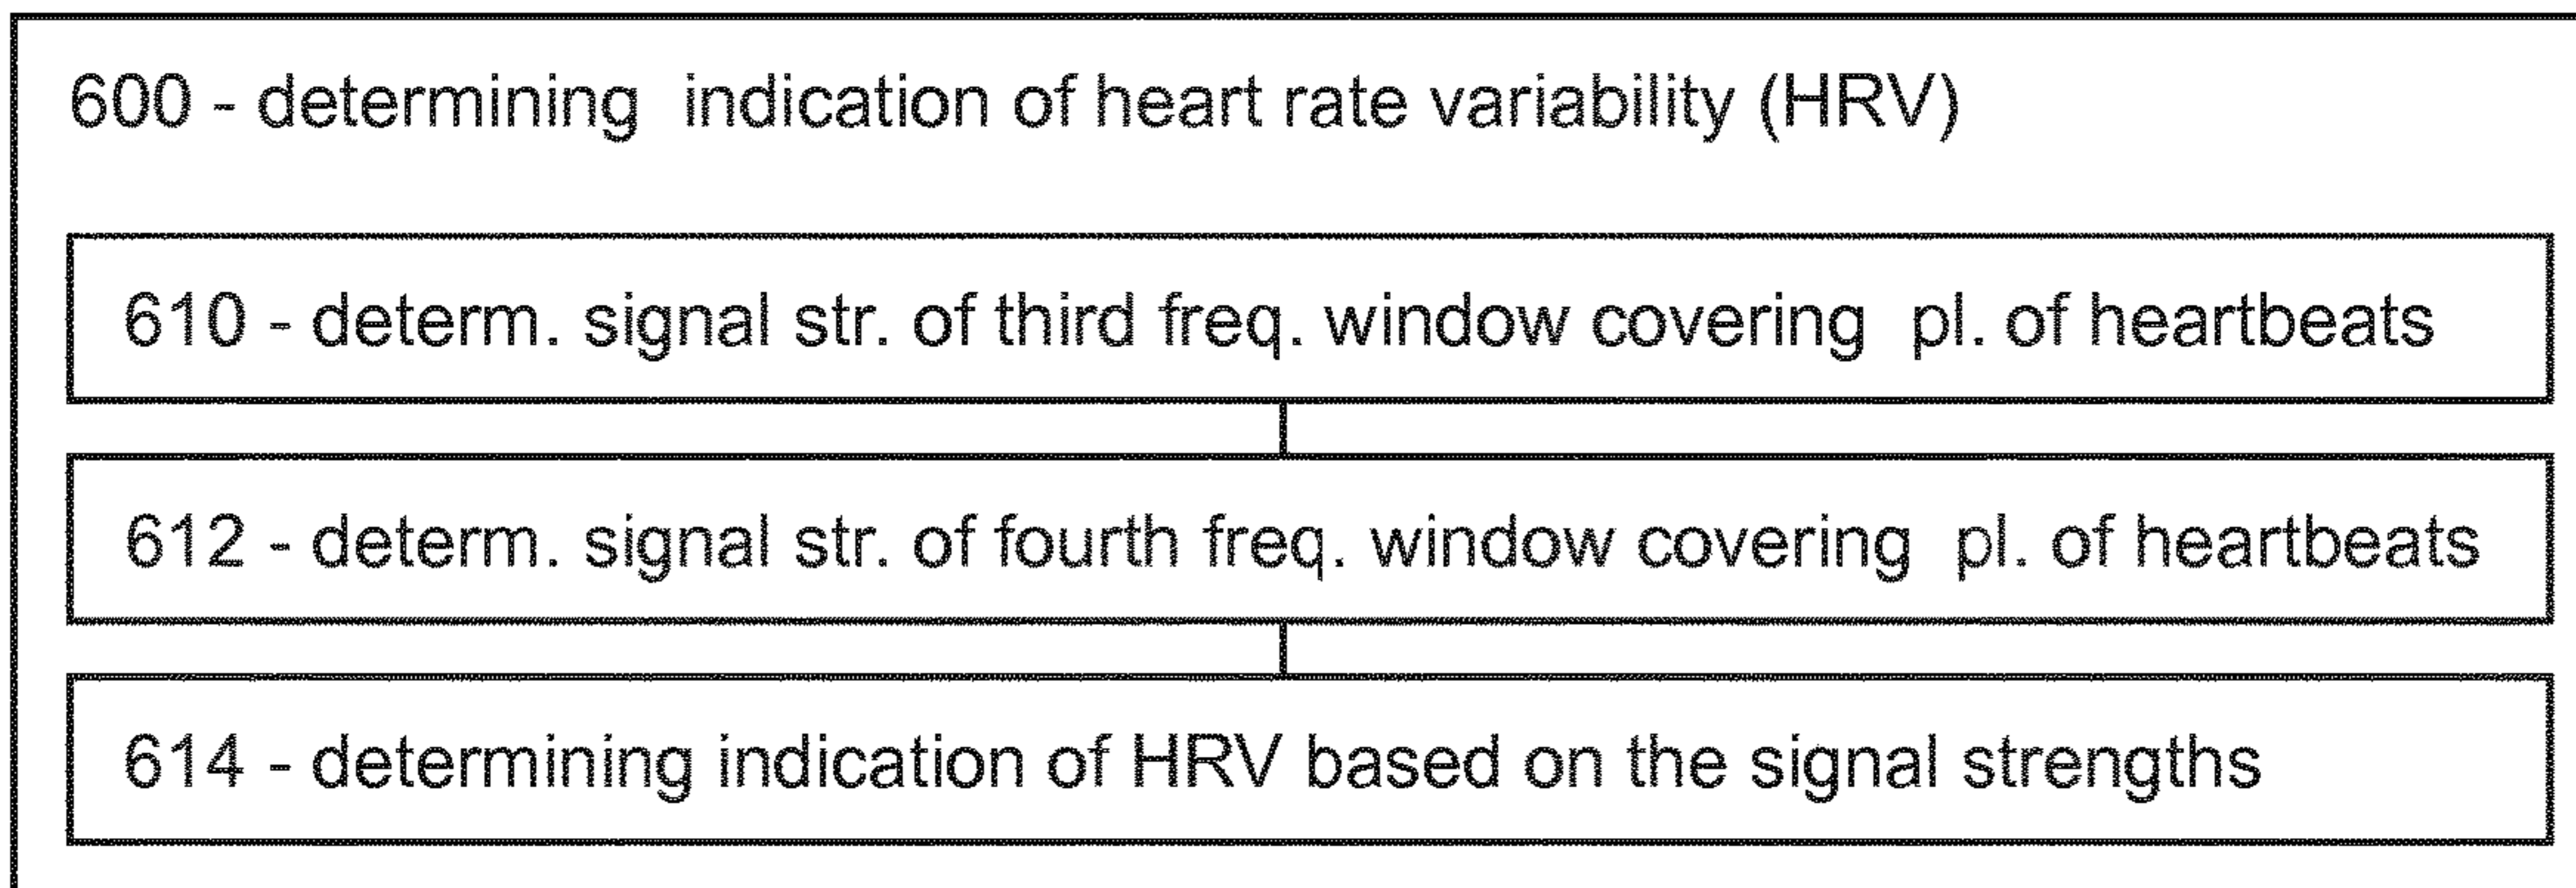 600 - determining indication of heart rate variability (HRV)
610 - determ. signal str. of third freq. window covering pl. of heartbeats
612 - determ. signal str. of fourth freq. window covering pl. of heartbeats
614 - determining indication of HRV based on the signal strengths